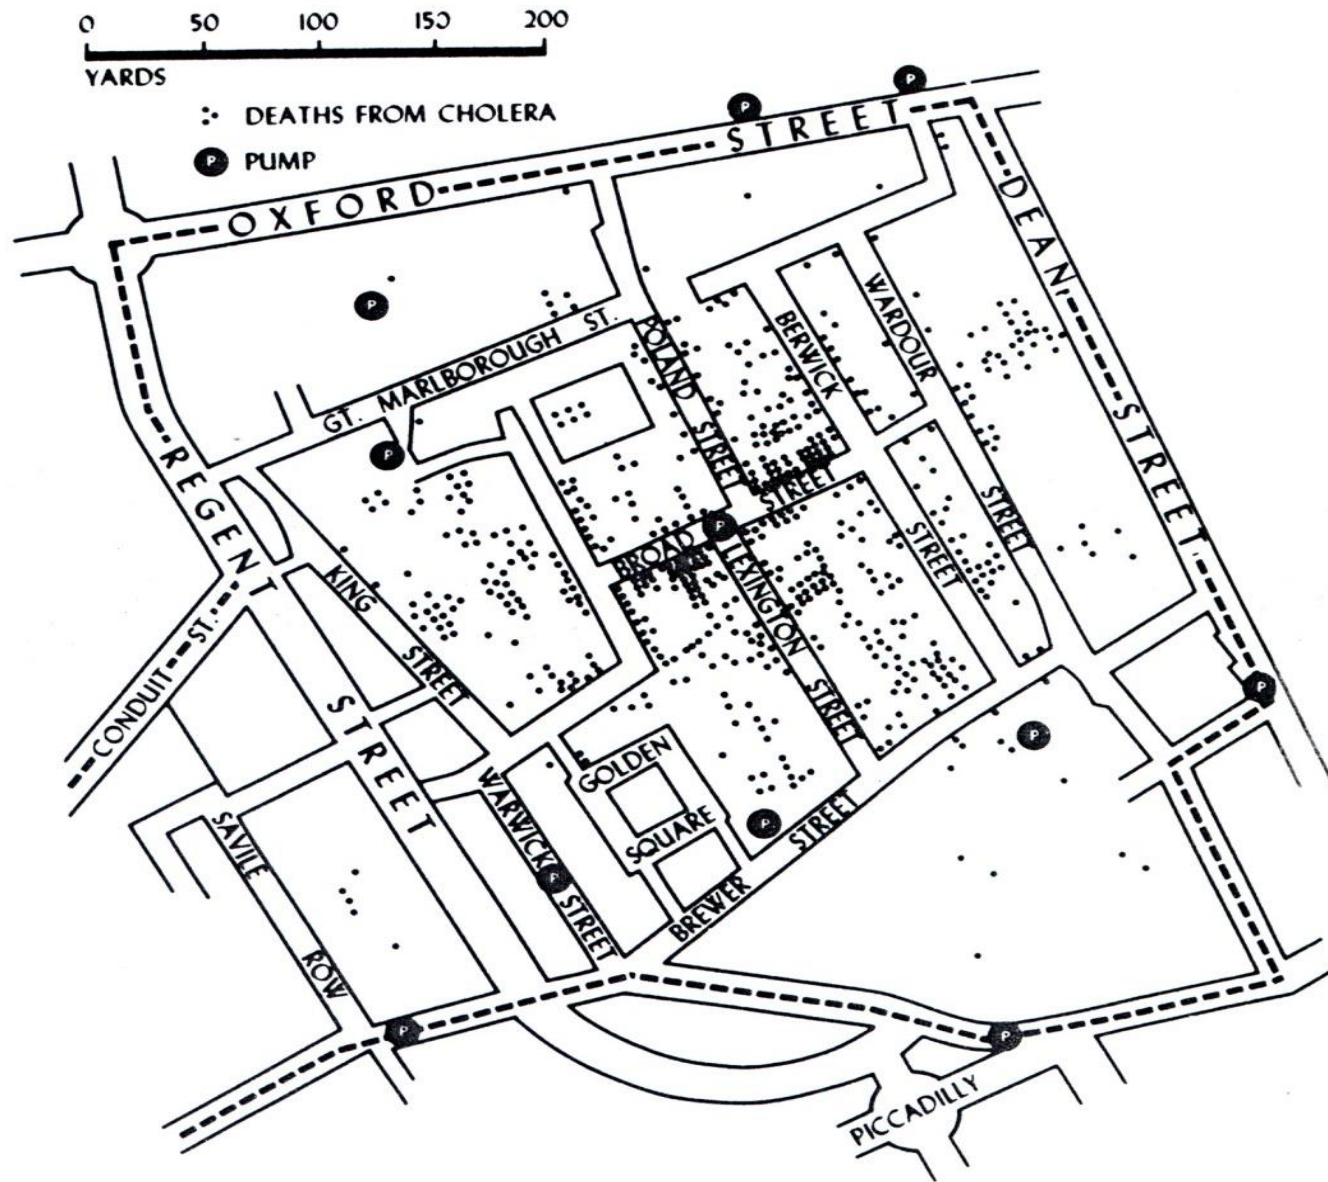 0 50 100 150 200
YARDS
DEATHS FROM CHOLERA
P PUMP
P
P
OXFORD STREET
DEAN STREET
P
GT. MARLBOROUGH ST.
POLAND STREET
BERWICK STREET
WARDOUR STREET
P
REGENT STREET
CONDUIT ST.
KING STREET
BROAD STREET
P
LEXINGTON STREET
P
P
GOLDEN SQUARE
P
WARWICK STREET
P
BREWER STREET
SAVILE ROW
P
P
PICCADILLY